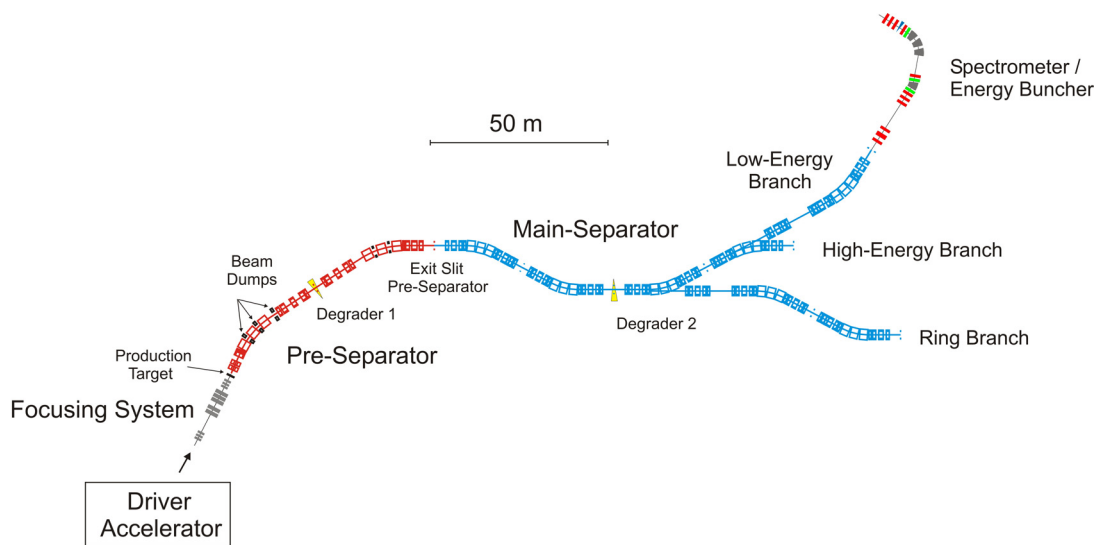 Spectrometer /
Energy Buncher
50 m
Low-Energy
Branch
Main-Separator
High-Energy Branch
Beam
Dumps
Exit Slit
Pre-Separator
Degrader 1
Degrader 2
Ring Branch
Pre-Separator
Production
Target
Focusing System
Driver
Accelerator